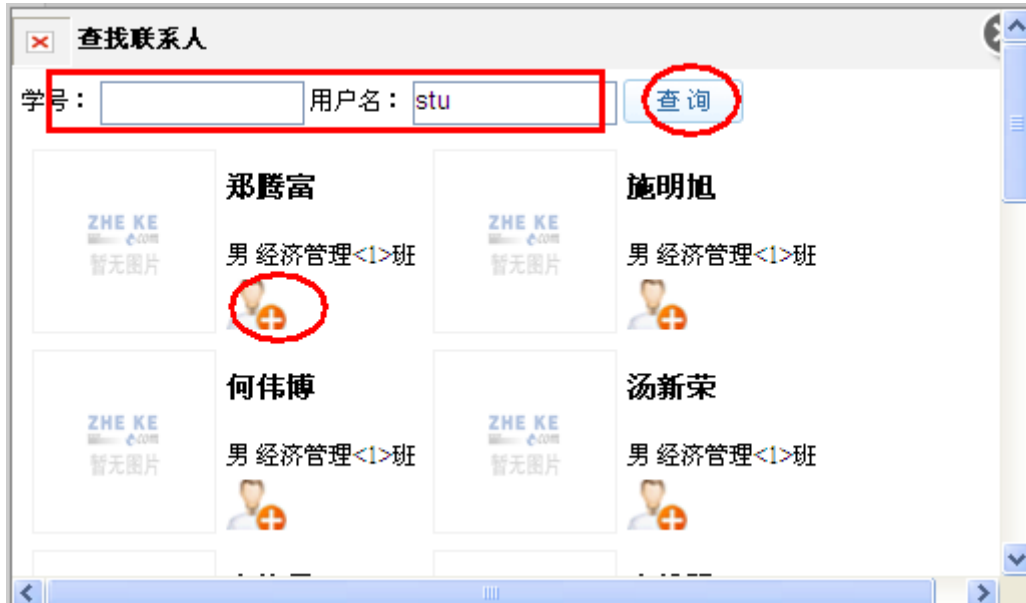 查找联系人
学号： 用户名： stu 查 询
郑腾富 施明旭
ZHE KE ZHE KE
暂无图片 暂无图片
男 经济管理<1>班 男 经济管理<1>班
何伟博 汤新荣
ZHE KE ZHE KE
暂无图片 暂无图片
男 经济管理<1>班 男 经济管理<1>班